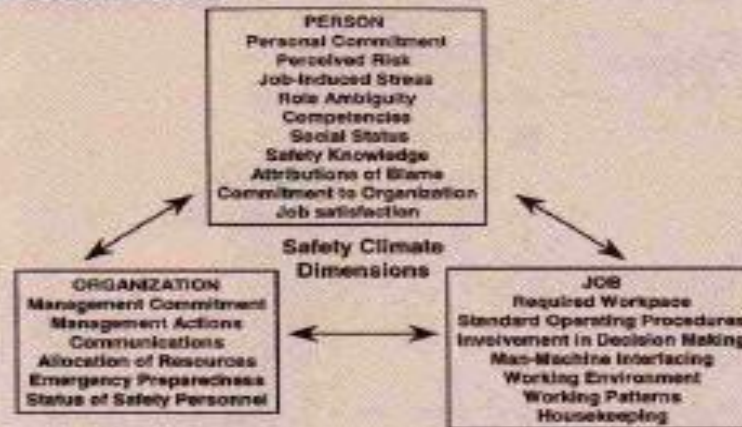 PERSON
Personal Commitment
Perceived Risk
Job-Induced Stress
Role Ambiguity
Competencies
Social Status
Safety Knowledge
Attributions of Blame
Commitment to Organization
Job satisfaction
Safety Climate
Dimensions
ORGANIZATION
Management Commitment
Management Actions
Communications
Allocation of Resources
Emergency Preparedness
Status of Safety Personnel
JOB
Required Workpace
Standard Operating Procedures
Involvement in Decision Making
Man-Machine Interfacing
Working Environment
Working Patterns
Housekeeping